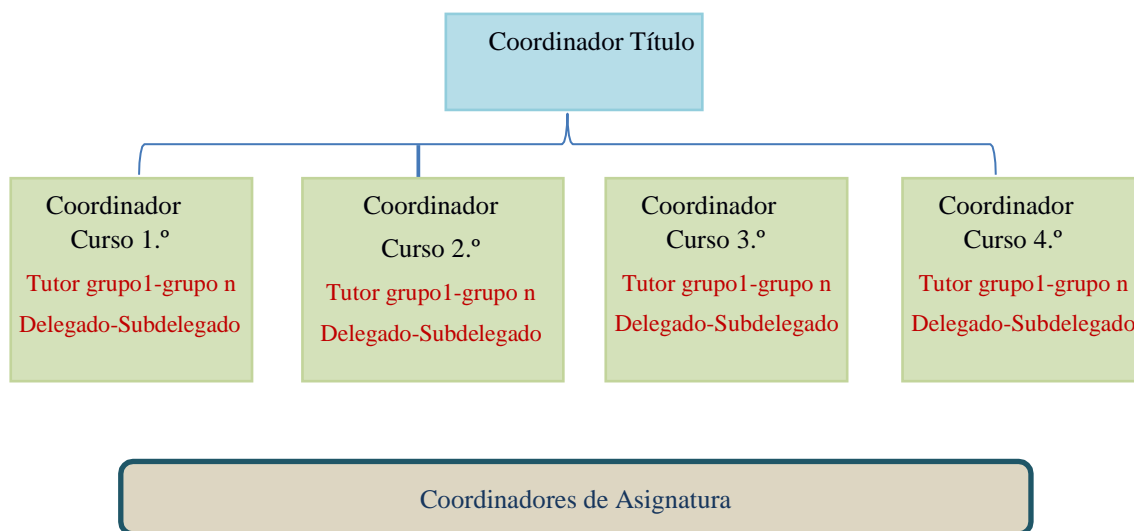 Coordinador Título
Coordinador
Curso 1.º
Tutor grupo1-grupo n
Delegado-Subdelegado
Coordinador
Curso 2.º
Tutor grupo1-grupo n
Delegado-Subdelegado
Coordinador
Curso 3.º
Tutor grupo1-grupo n
Delegado-Subdelegado
Coordinador
Curso 4.º
Tutor grupo1-grupo n
Delegado-Subdelegado
Coordinadores de Asignatura